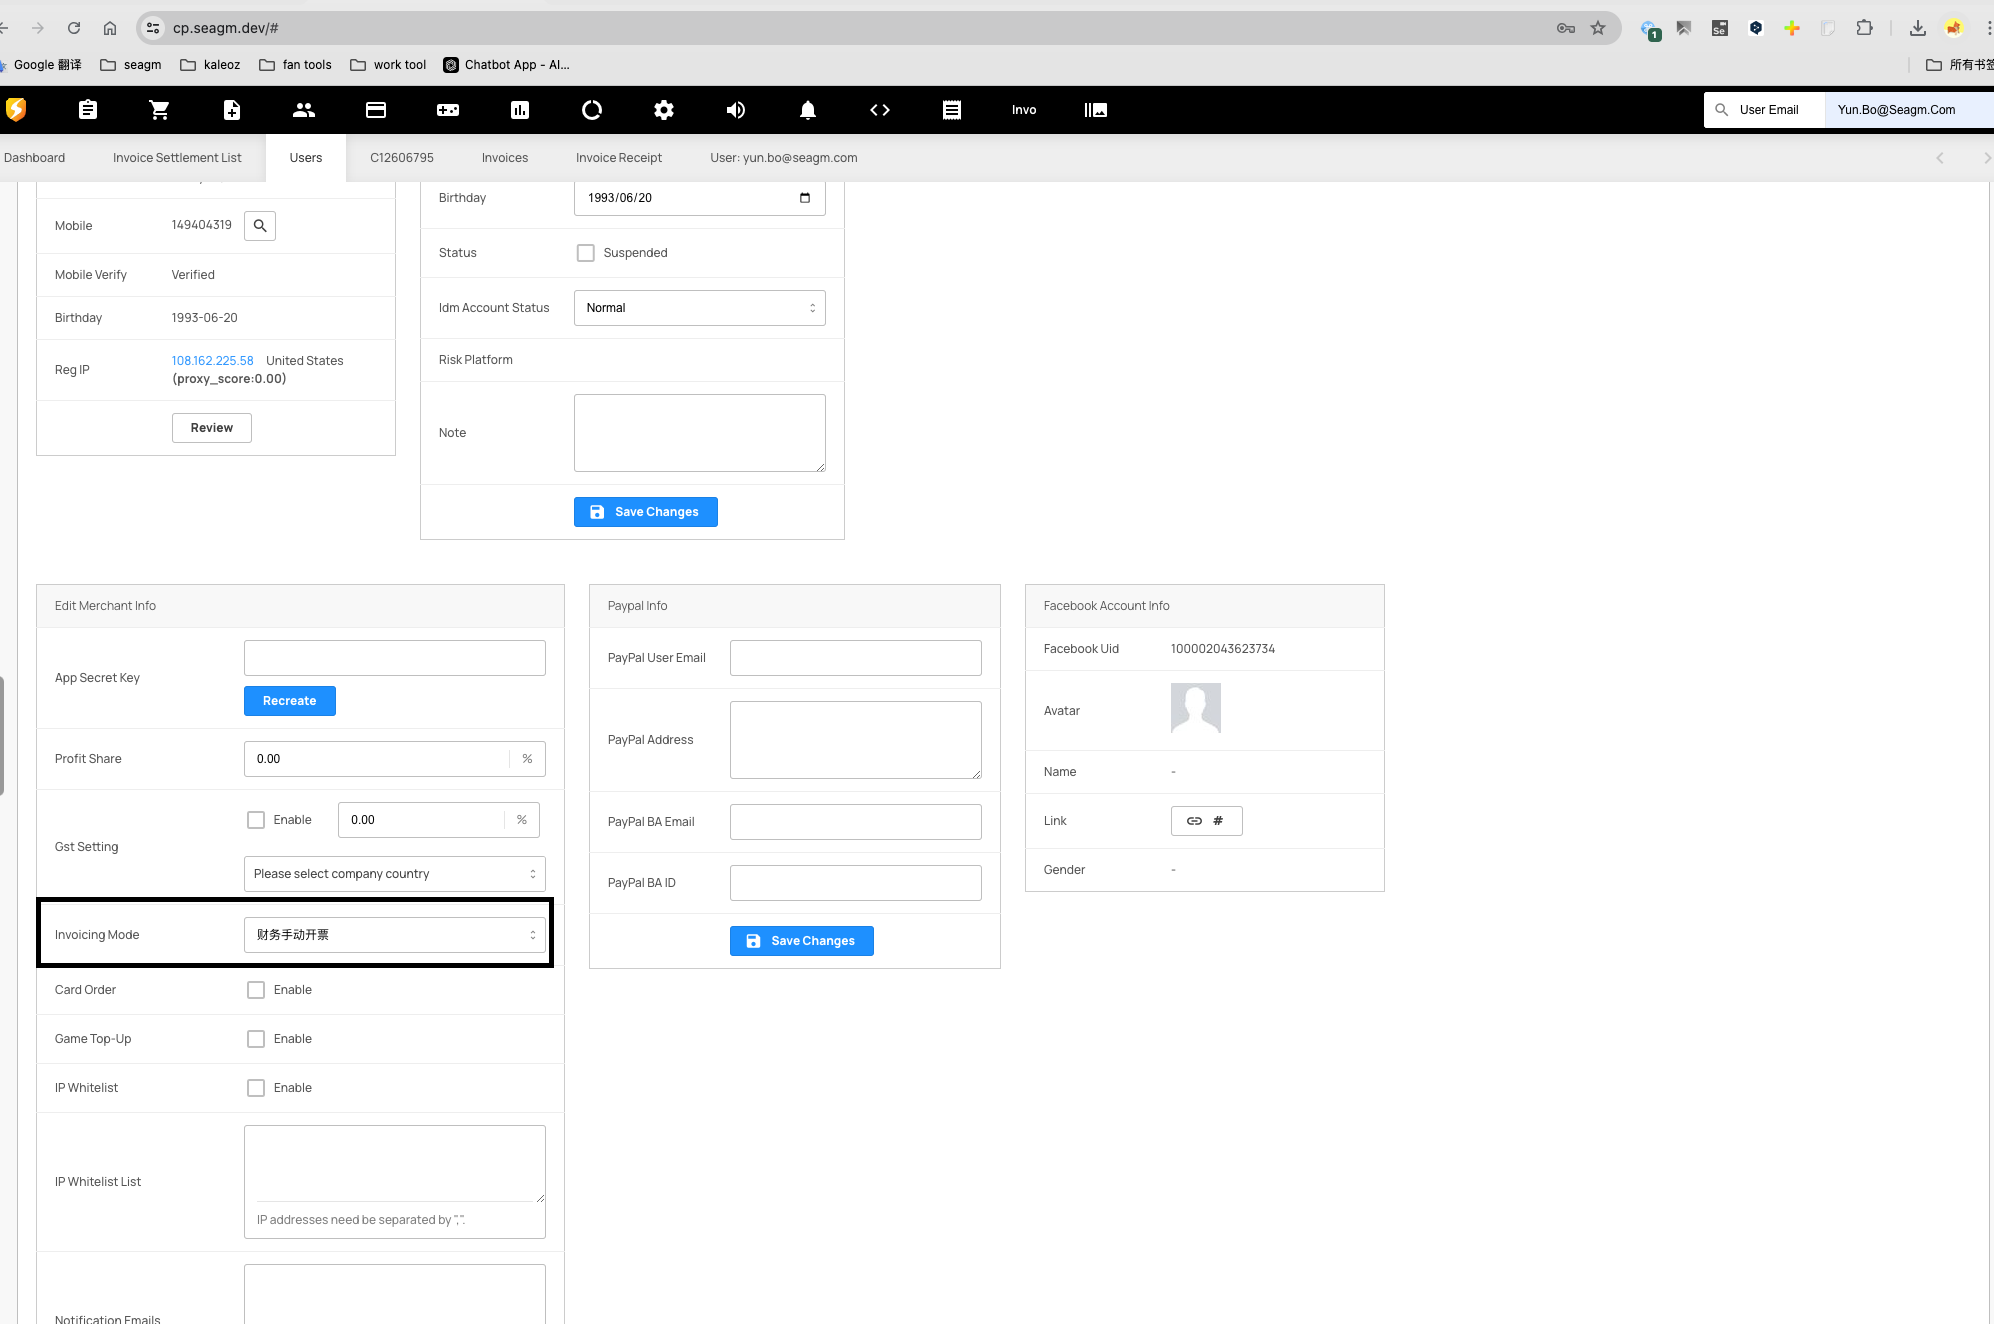 cp.seagm.dev/#
1
Google 翻译
seagm
kaleoz
fan tools
work tool
Chatbot App - AI...
Invo
User Email
Yun.Bo@Seagm.Com
Dashboard
Invoice Settlement List
Users
C12606795
Invoices
Invoice Receipt
User: yun.bo@seagm.com
Mobile
149404319
Mobile Verify
Verified
Birthday
1993-06-20
Reg IP
108.162.225.58 United States
(proxy_score:0.00)
Review
Birthday
1993/06/20
Status
Suspended
Idm Account Status
Normal
Risk Platform
Note
Save Changes
Edit Merchant Info
App Secret Key
Recreate
Profit Share
0.00 %
Gst Setting
Enable
0.00 %
Please select company country
Invoicing Mode
财务手动开票
Card Order
Enable
Game Top-Up
Enable
IP Whitelist
Enable
IP Whitelist List
IP addresses need be separated by ",".
Notification Emails
Paypal Info
PayPal User Email
PayPal Address
PayPal BA Email
PayPal BA ID
Save Changes
Facebook Account Info
Facebook Uid
100002043623734
Avatar
Name
-
Link
#
Gender
-